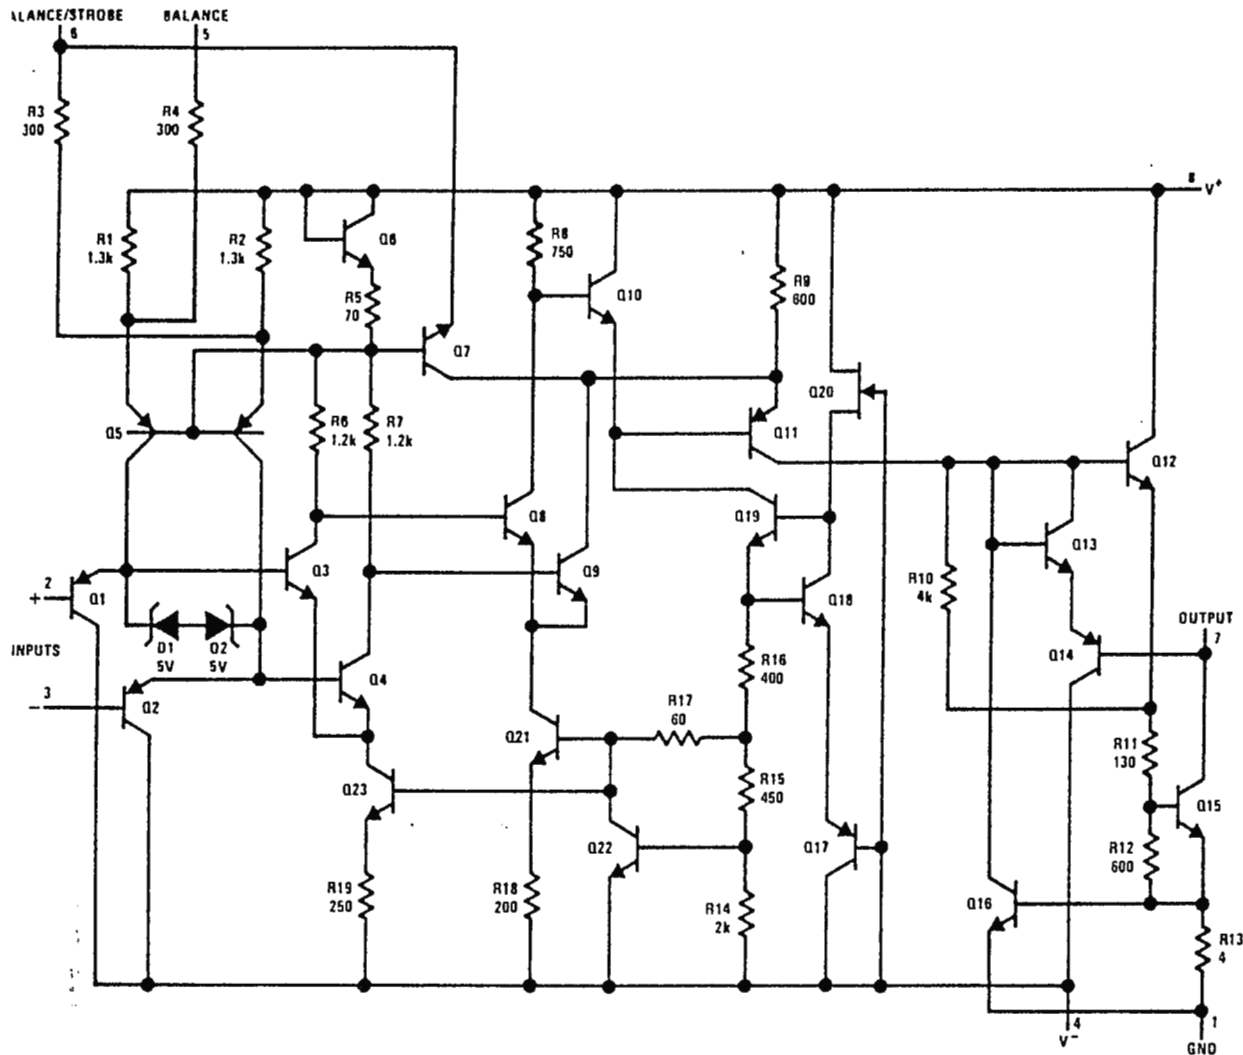 ALANCE/STROBE
BALANCE
6
5
R3
300
R4
300
8
V+
R1
1.3k
R2
1.3k
Q6
R8
750
R5
70
Q10
R9
600
Q7
Q20
Q5
R6
1.2k
R7
1.2k
Q11
Q12
Q8
Q19
Q13
Q3
Q9
R10
4k
2
+
Q1
Q18
OUTPUT
7
INPUTS
D1
5V
D2
5V
Q14
R16
400
3
−
Q2
Q4
R17
60
Q21
R11
130
Q23
R15
450
Q15
Q22
Q17
R12
600
R19
250
R18
200
R14
2k
Q16
R13
4
4
V−
1
GND